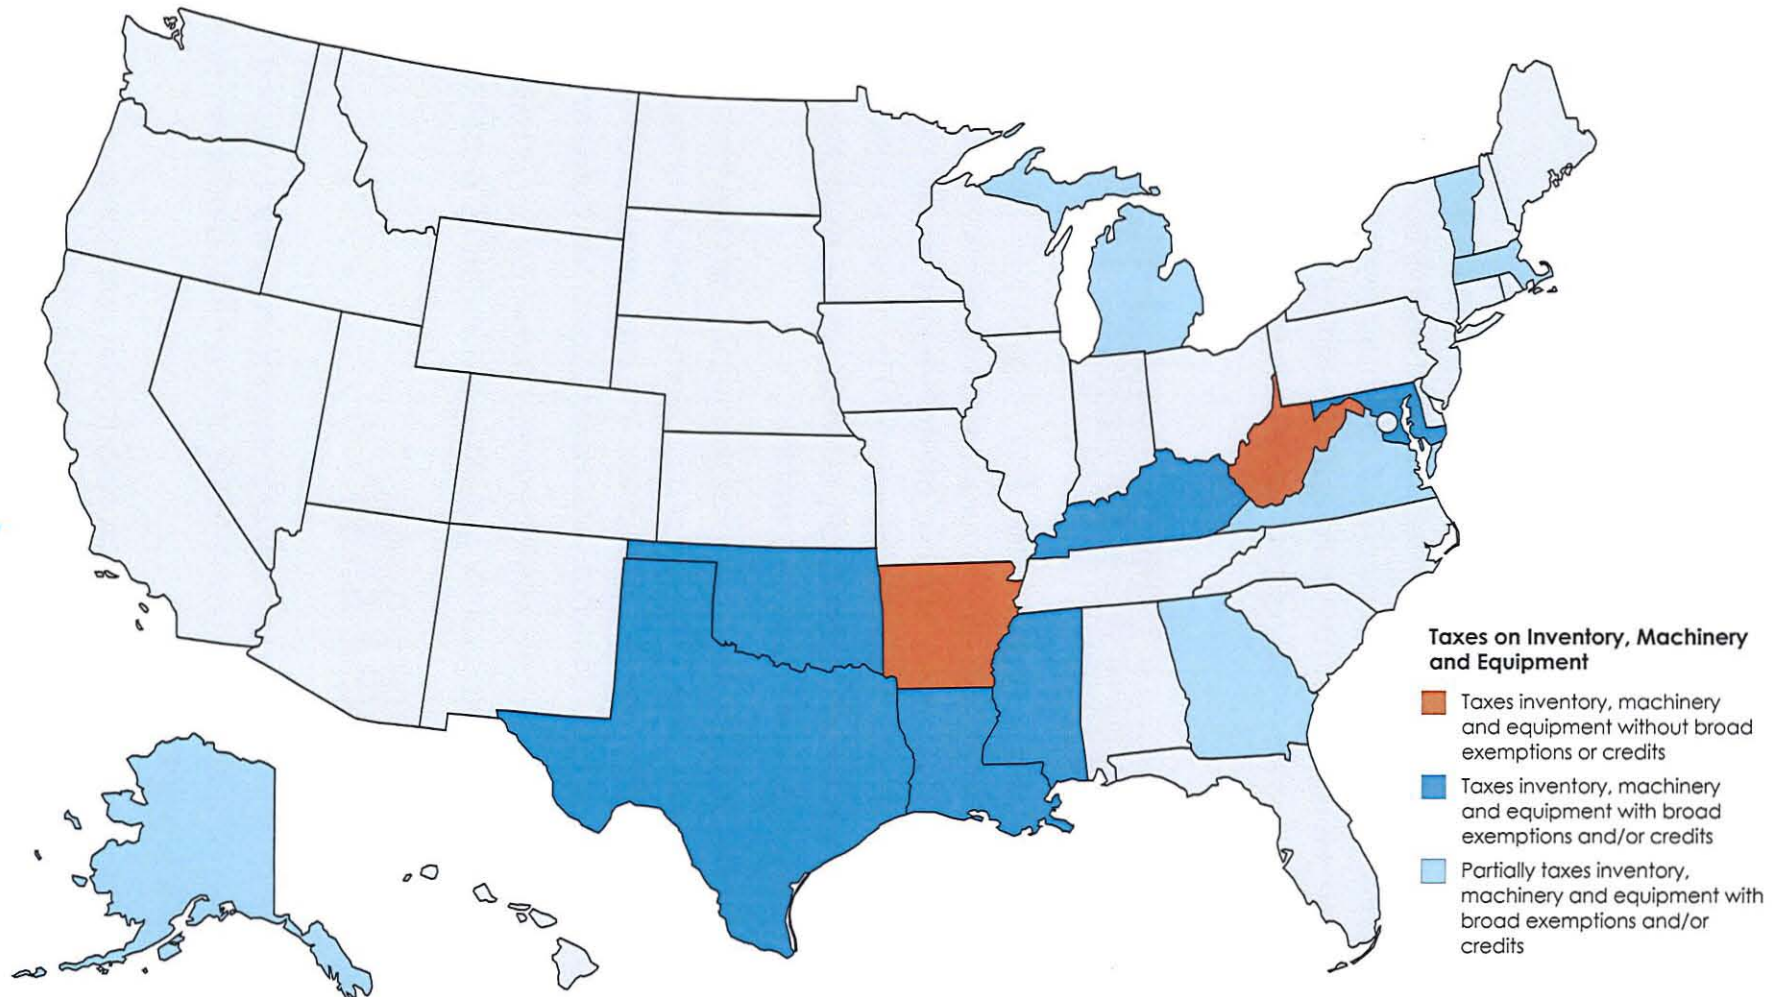 Taxes on Inventory, Machinery
and Equipment
Taxes inventory, machinery
and equipment without broad
exemptions or credits
Taxes inventory, machinery
and equipment with broad
exemptions and/or credits
Partially taxes inventory,
machinery and equipment with
broad exemptions and/or
credits